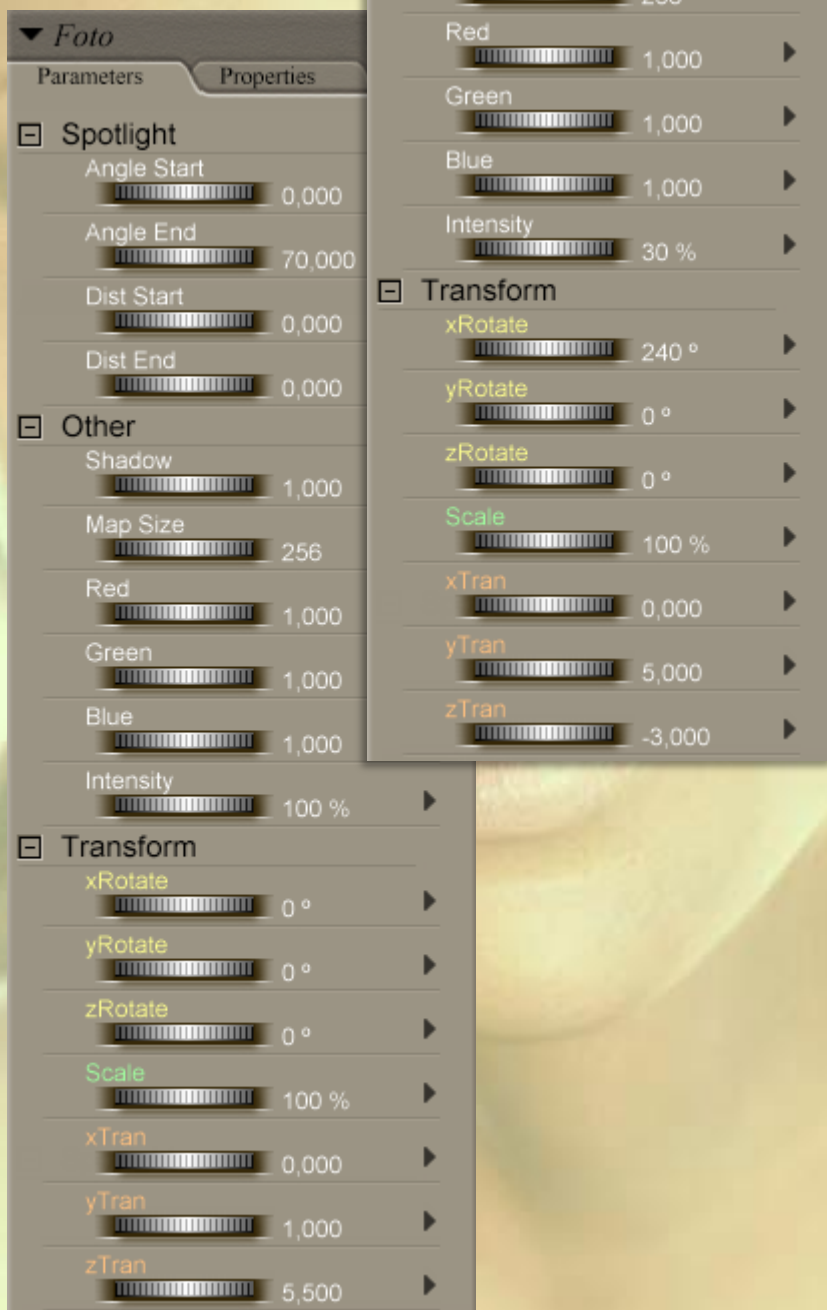 Foto
Parameters Properties
Spotlight
Angle Start
0,000
Angle End
70,000
Dist Start
0,000
Dist End
0,000
Other
Shadow
1,000
Map Size
256
Red
1,000
Green
1,000
Blue
1,000
Intensity
100 %
Transform
xRotate
0 º
yRotate
0 º
zRotate
0 º
Scale
100 %
xTran
0,000
yTran
1,000
zTran
5,500
Red
1,000
Green
1,000
Blue
1,000
Intensity
30 %
Transform
xRotate
240 º
yRotate
0 º
zRotate
0 º
Scale
100 %
xTran
0,000
yTran
5,000
zTran
-3,000